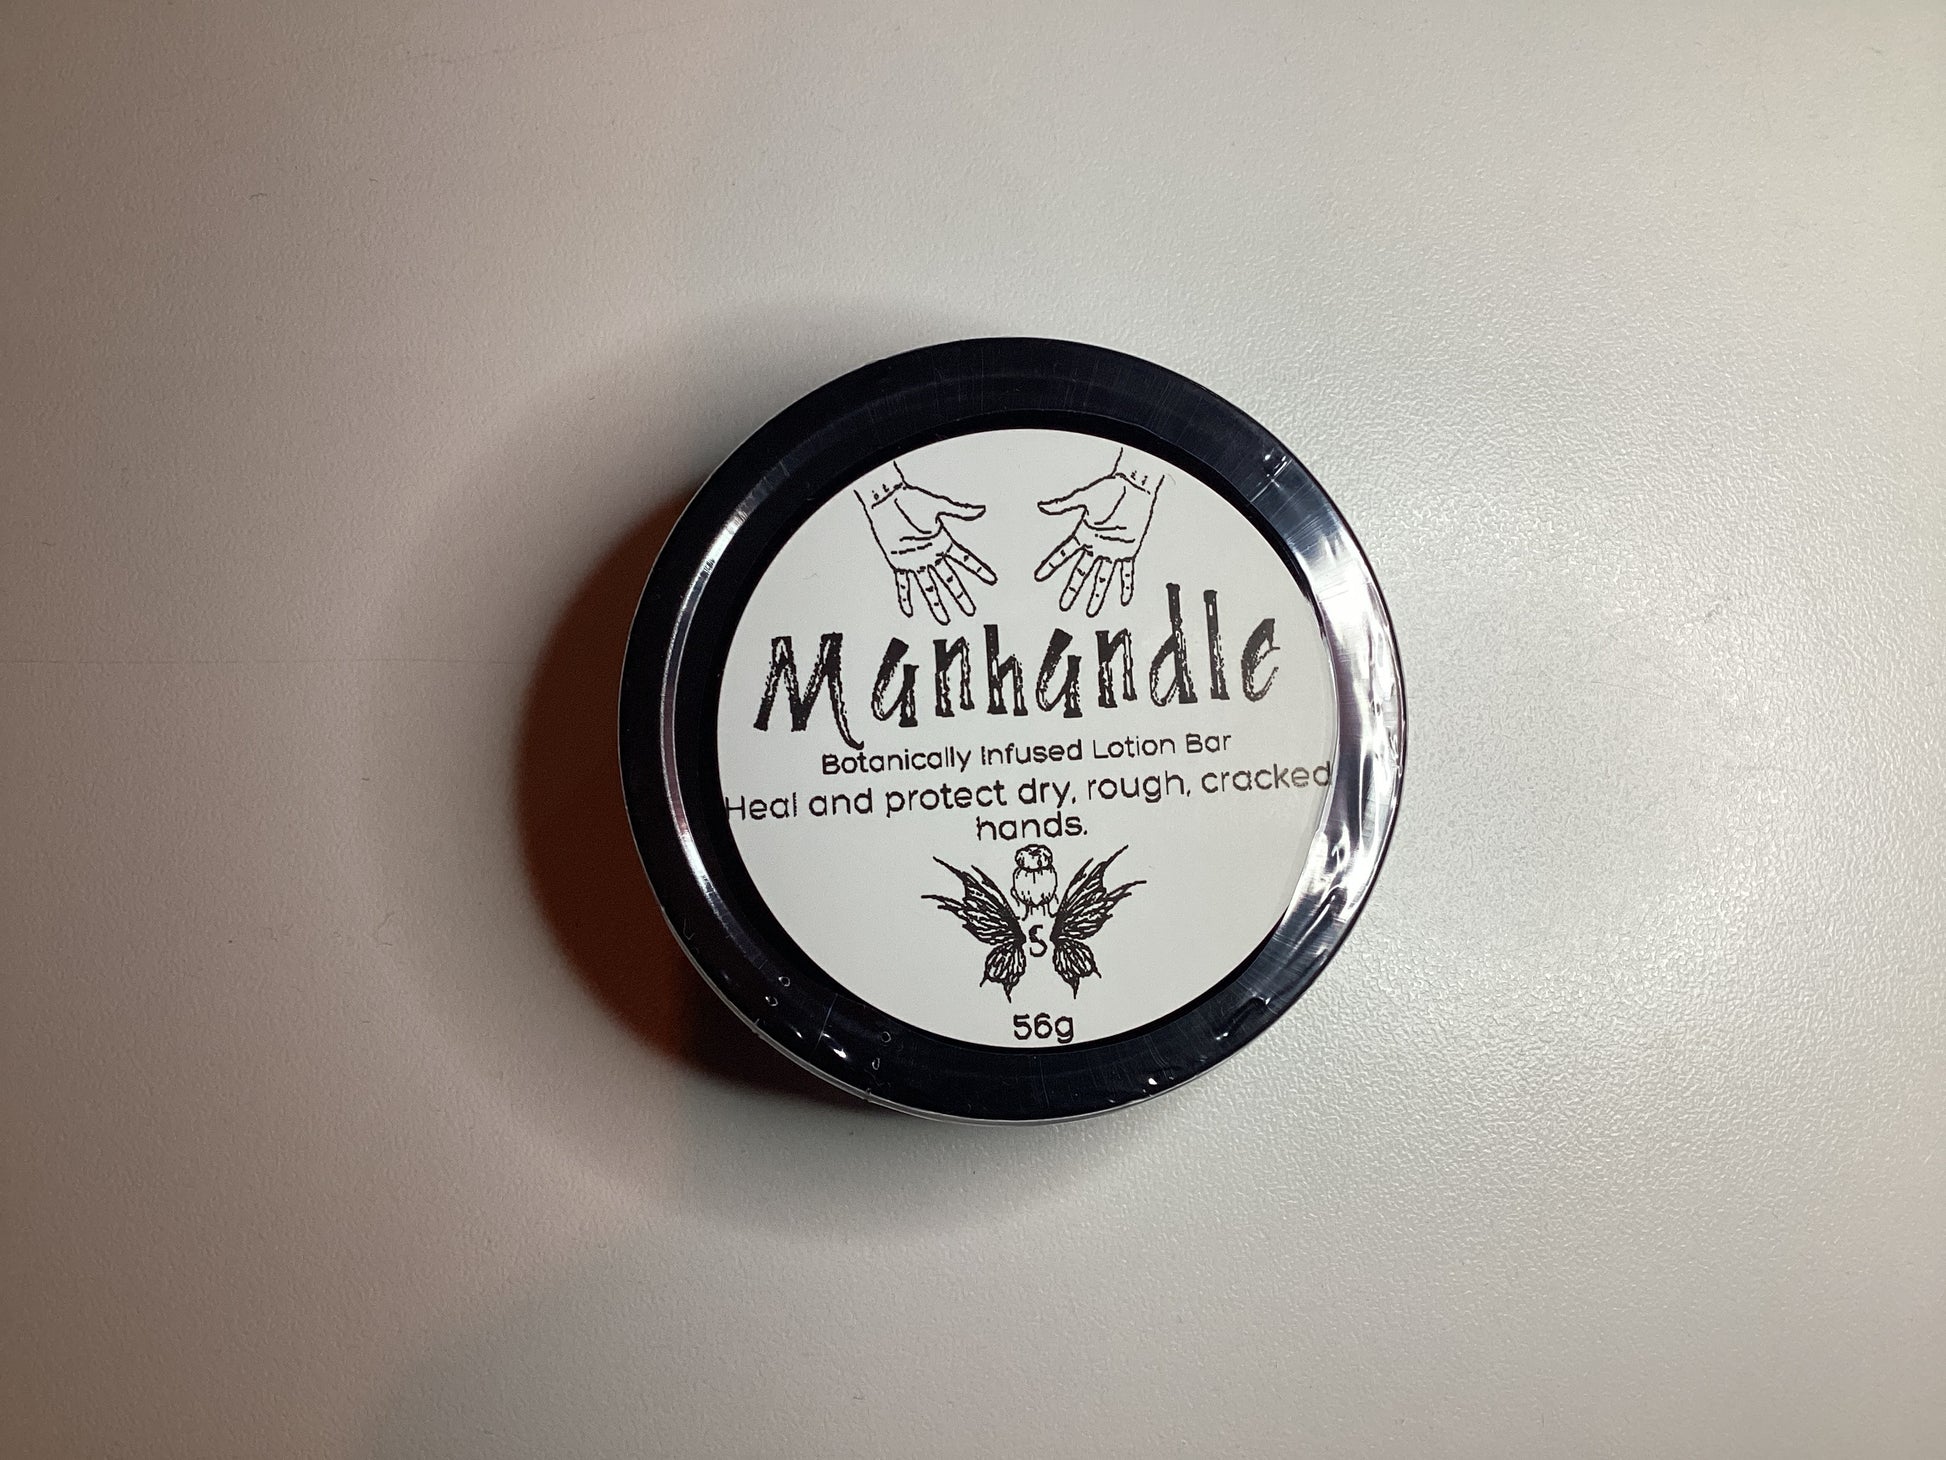 Manhandle
Botanically Infused Lotion Bar
Heal and protect dry, rough, cracked
hands.
S
56g